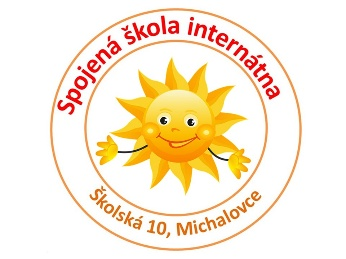 Spojená škola internátna
Školská 10, Michalovce